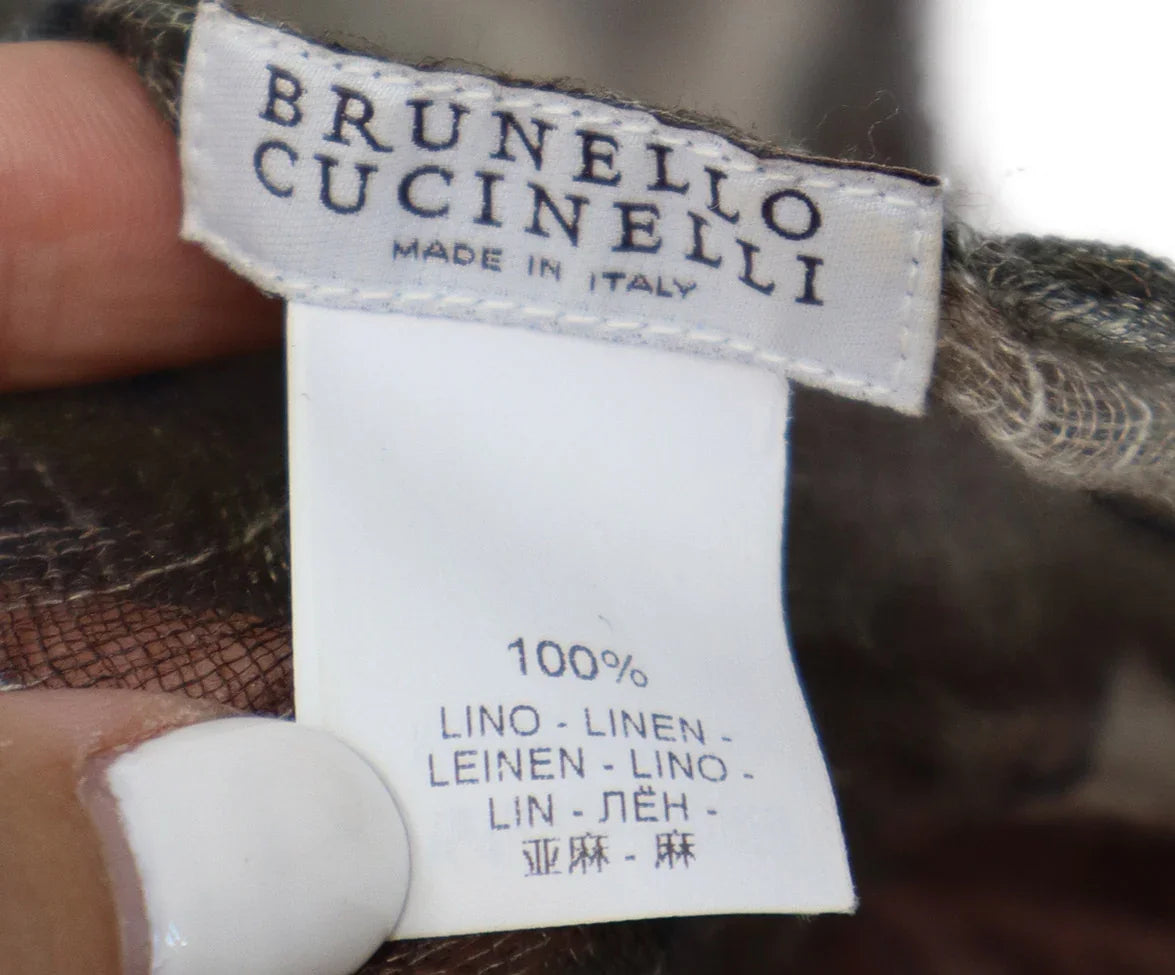 BRUNELLO
CUCINELLI
MADE IN ITALY
100%
LINO - LINEN -
LEINEN - LINO -
LIN - ЛЁН -
亚麻 - 麻